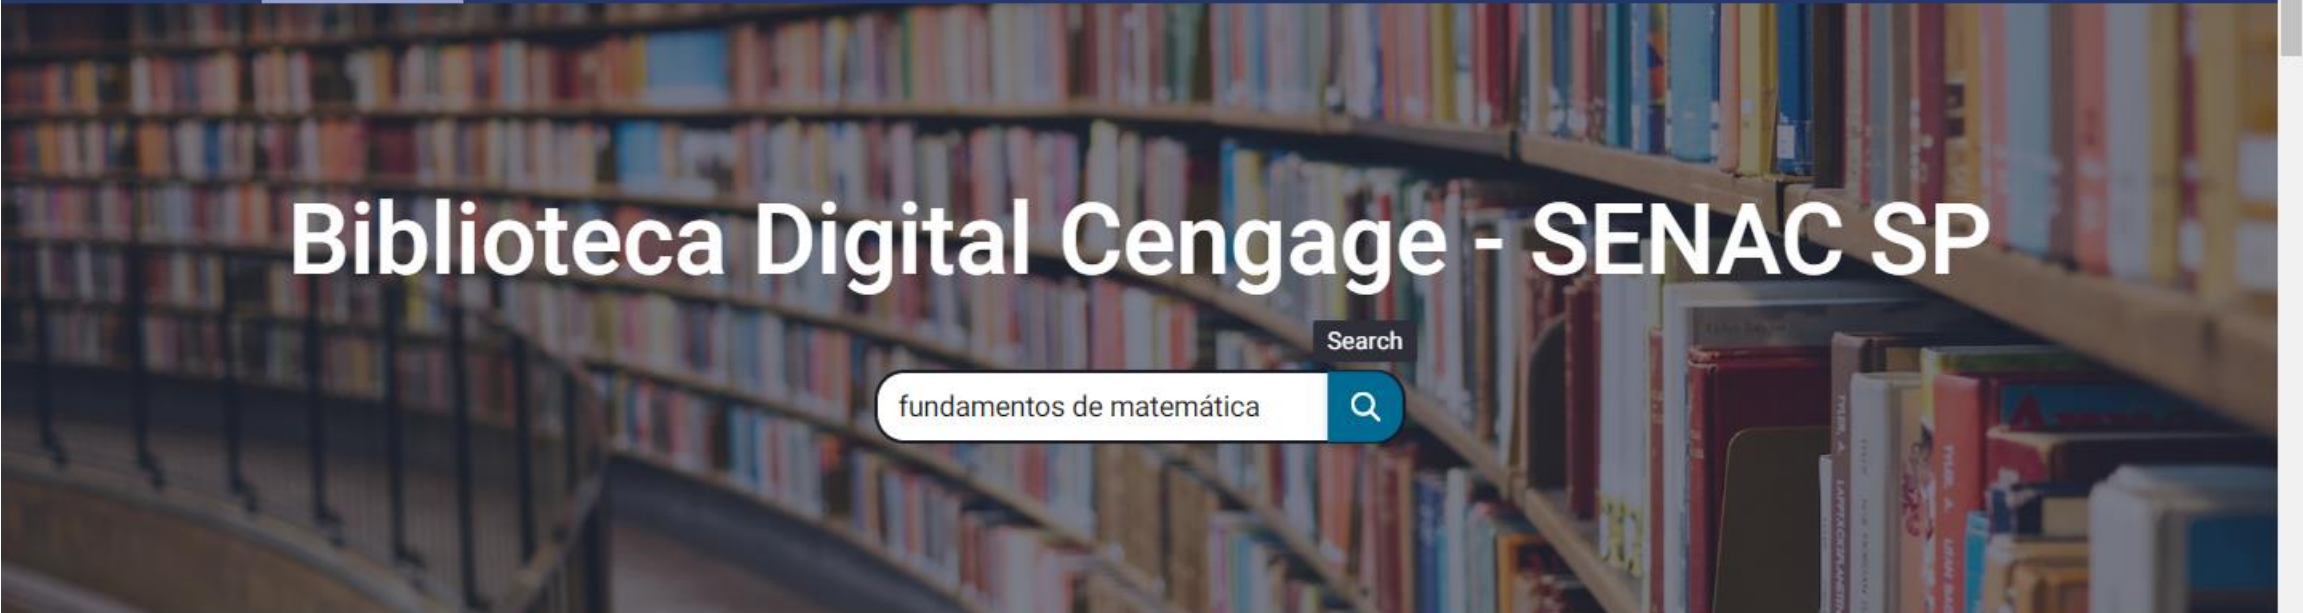 Biblioteca Digital Cengage - SENAC SP
Search
fundamentos de matemática